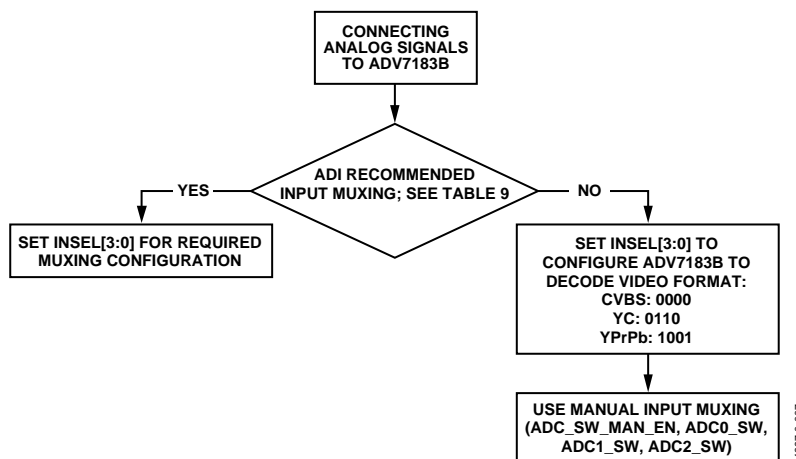 CONNECTING
ANALOG SIGNALS
TO ADV7183B
ADI RECOMMENDED
INPUT MUXING; SEE TABLE 9
YES
NO
SET INSEL[3:0] FOR REQUIRED
MUXING CONFIGURATION
SET INSEL[3:0] TO
CONFIGURE ADV7183B TO
DECODE VIDEO FORMAT:
CVBS: 0000
YC: 0110
YPrPb: 1001
USE MANUAL INPUT MUXING
(ADC_SW_MAN_EN, ADC0_SW,
ADC1_SW, ADC2_SW)